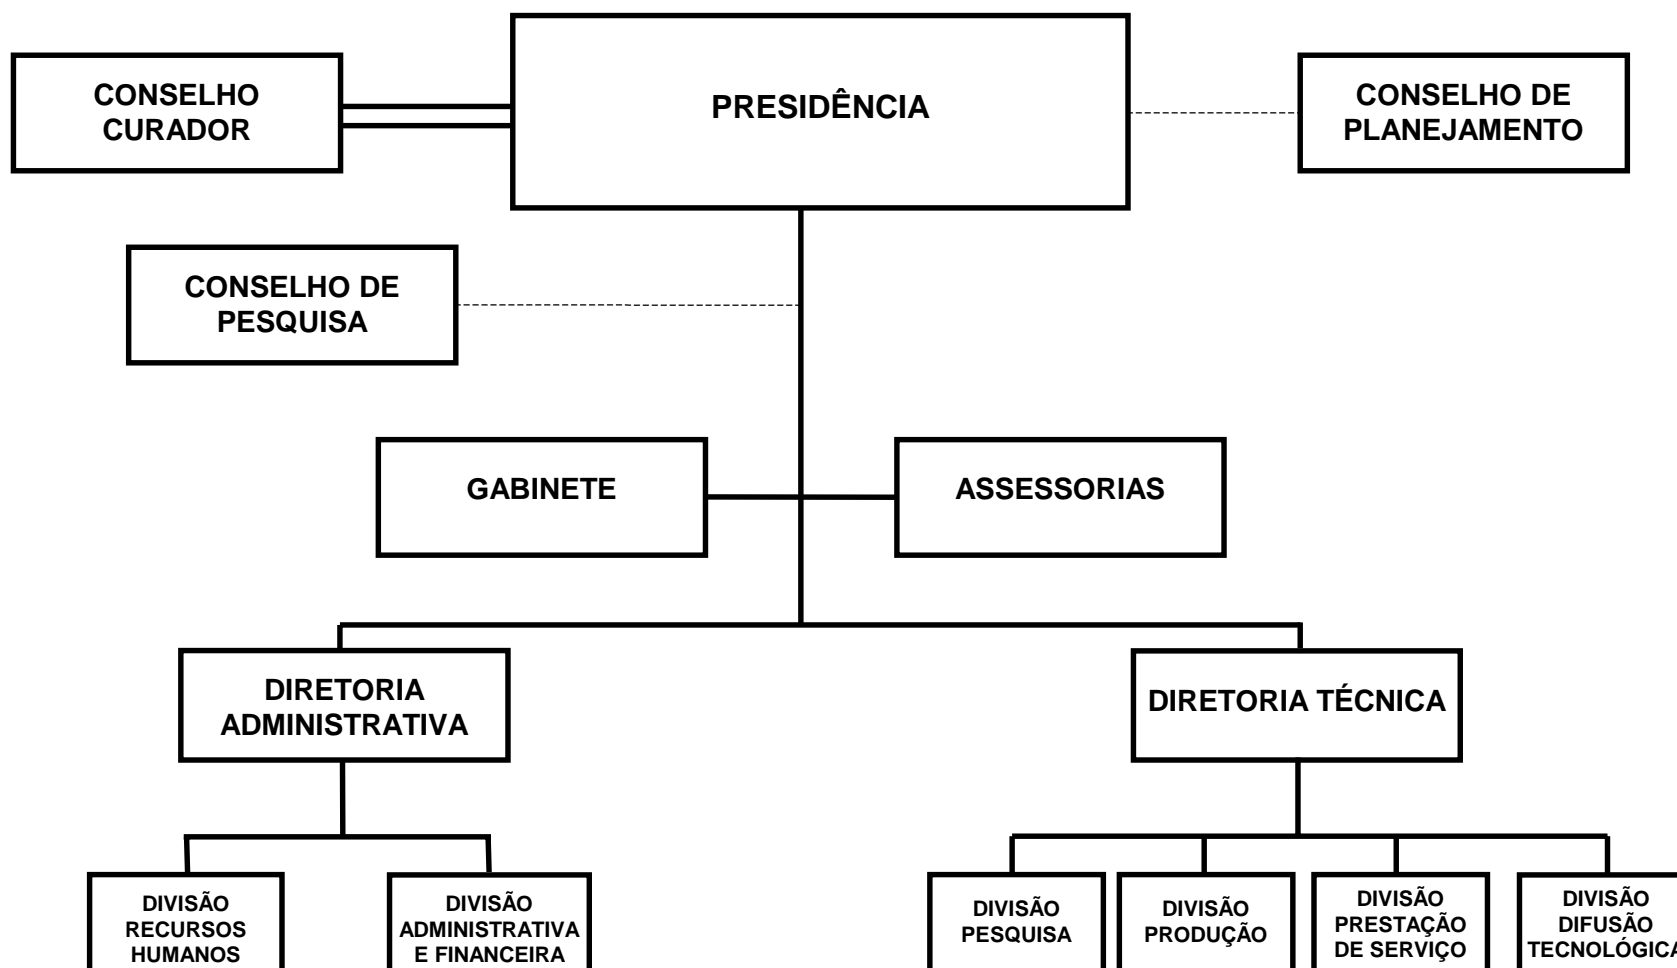 CONSELHO
CURADOR
PRESIDÊNCIA
CONSELHO DE
PLANEJAMENTO
CONSELHO DE
PESQUISA
GABINETE
ASSESSORIAS
DIRETORIA
ADMINISTRATIVA
DIRETORIA TÉCNICA
DIVISÃO
RECURSOS
HUMANOS
DIVISÃO
ADMINISTRATIVA
E FINANCEIRA
DIVISÃO
PESQUISA
DIVISÃO
PRODUÇÃO
DIVISÃO
PRESTAÇÃO
DE SERVIÇO
DIVISÃO
DIFUSÃO
TECNOLÓGICA